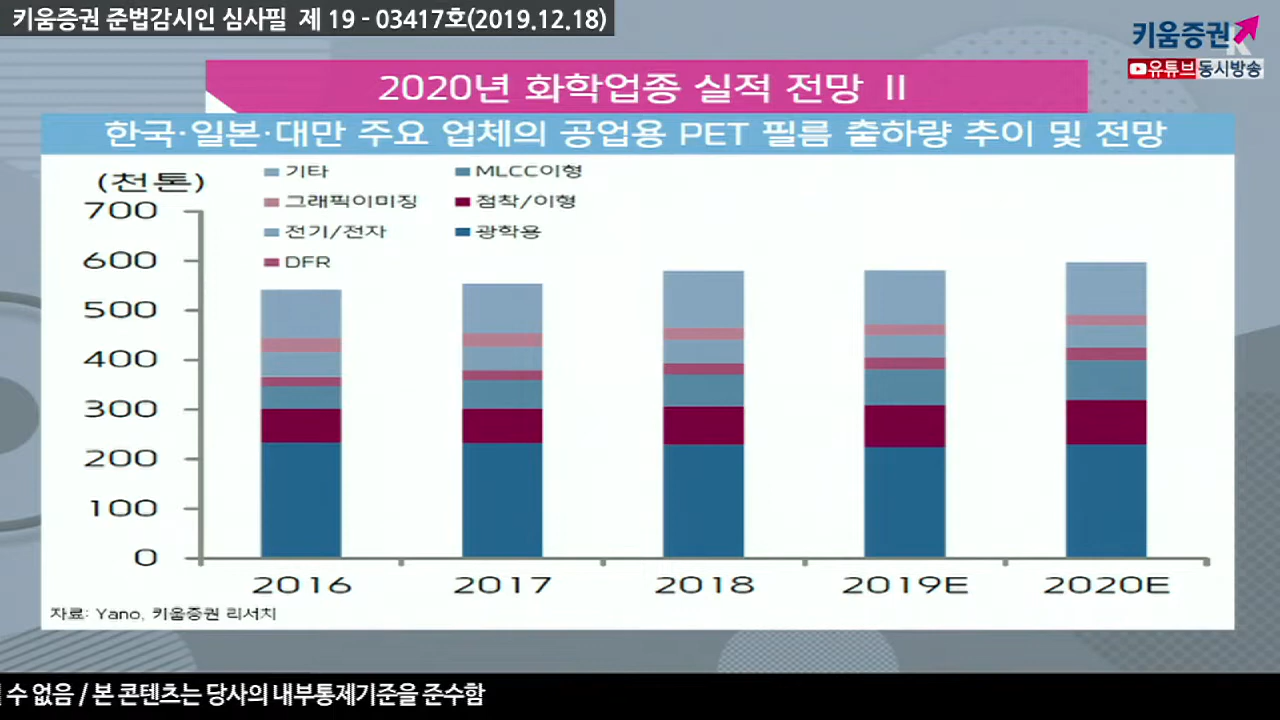 키움증권 준법감시인 심사필 제 19 - 03417호(2019.12.18)
키움증권
유튜브동시방송
2020년 화학업종 실적 전망 Ⅱ
한국·일본·대만 주요 업체의 공업용 PET 필름 출하량 추이 및 전망
(천톤)
기타 MLCC이형
그래픽이미징 점착/이형
전기/전자 광학용
DFR
700
600
500
400
300
200
100
0
2016 2017 2018 2019E 2020E
자료: Yano, 키움증권 리서치
수 없음 / 본 콘텐츠는 당사의 내부통제기준을 준수함